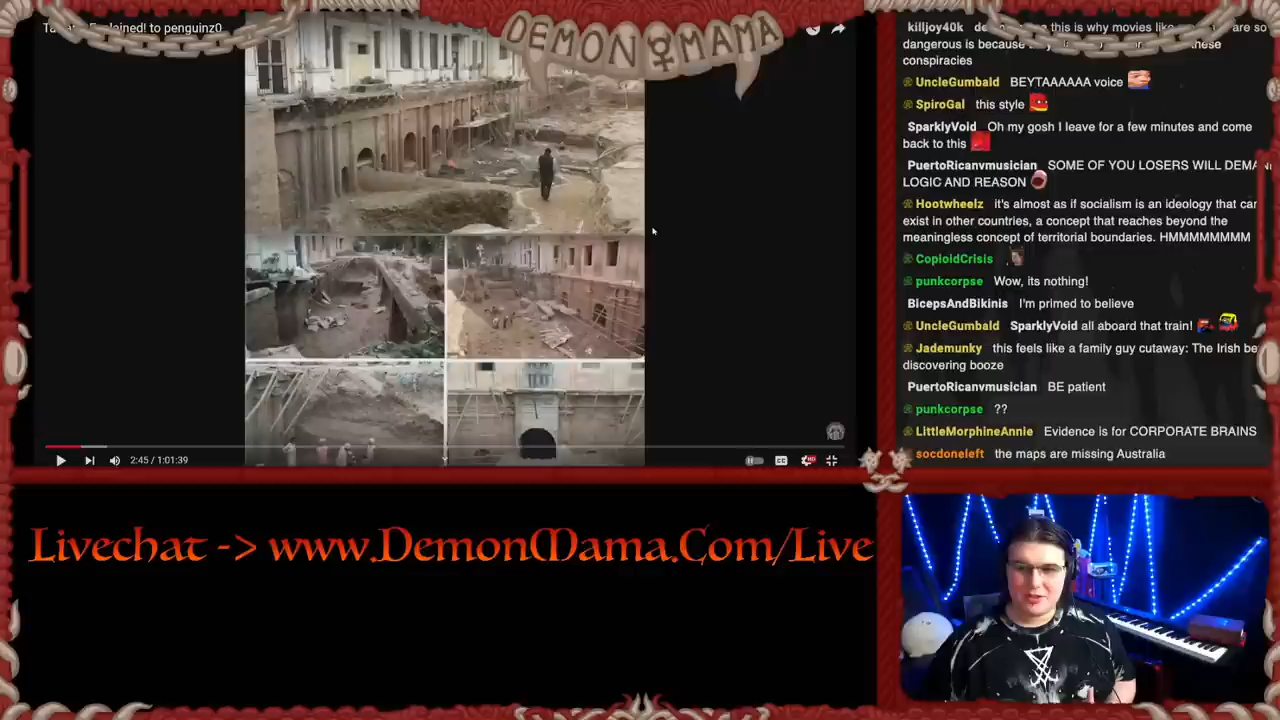 to penguinz0
DEMON MAMA
2:45 / 1:01:39
Livechat -> www.DemonMama.Com/Live
killjoy40k this is why movies like are so
dangerous is because these
conspiracies
UncleGumbald BEYTAAAAAA voice
SpiroGal this style
SparklyVoid Oh my gosh I leave for a few minutes and come
back to this
PuertoRicanvmusician SOME OF YOU LOSERS WILL DEMAN
LOGIC AND REASON
Hootwheelz it's almost as if socialism is an ideology that can
exist in other countries, a concept that reaches beyond the
meaningless concept of territorial boundaries. HMMMMMMMM
CopioidCrisis
punkcorpse Wow, its nothing!
BicepsAndBikinis I'm primed to believe
UncleGumbald SparklyVoid all aboard that train!
Jademunky this feels like a family guy cutaway: The Irish be
discovering booze
PuertoRicanvmusician BE patient
punkcorpse ??
LittleMorphineAnnie Evidence is for CORPORATE BRAINS
socdoneleft the maps are missing Australia